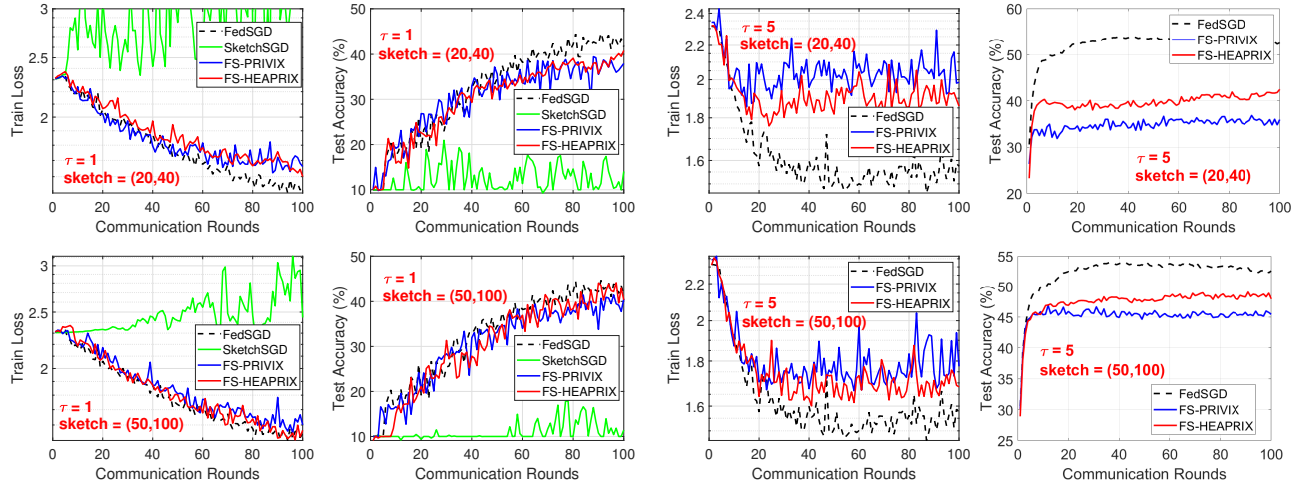 3
2.5
2
Train Loss
FedSGD
SketchSGD
FS-PRIVIX
FS-HEAPRIX
τ = 1
sketch = (20,40)
0 20 40 60 80 100
Communication Rounds
50
40
30
20
10
Test Accuracy (%)
τ = 1
sketch = (20,40)
FedSGD
SketchSGD
FS-PRIVIX
FS-HEAPRIX
0 20 40 60 80 100
Communication Rounds
2.4
2.2
2
1.8
1.6
Train Loss
τ = 5
sketch = (20,40)
FedSGD
FS-PRIVIX
FS-HEAPRIX
0 20 40 60 80 100
Communication Rounds
60
50
40
30
20
Test Accuracy (%)
FedSGD
FS-PRIVIX
FS-HEAPRIX
τ = 5
sketch = (20,40)
0 20 40 60 80 100
Communication Rounds
3
2.5
2
Train Loss
FedSGD
SketchSGD
FS-PRIVIX
FS-HEAPRIX
τ = 1
sketch = (50,100)
0 20 40 60 80 100
Communication Rounds
50
40
30
20
10
Test Accuracy (%)
τ = 1
sketch = (50,100)
FedSGD
SketchSGD
FS-PRIVIX
FS-HEAPRIX
0 20 40 60 80 100
Communication Rounds
2.2
2
1.8
1.6
Train Loss
FedSGD
FS-PRIVIX
FS-HEAPRIX
τ = 5
sketch = (50,100)
0 20 40 60 80 100
Communication Rounds
55
50
45
40
35
30
25
Test Accuracy (%)
τ = 5
sketch = (50,100)
FedSGD
FS-PRIVIX
FS-HEAPRIX
0 20 40 60 80 100
Communication Rounds